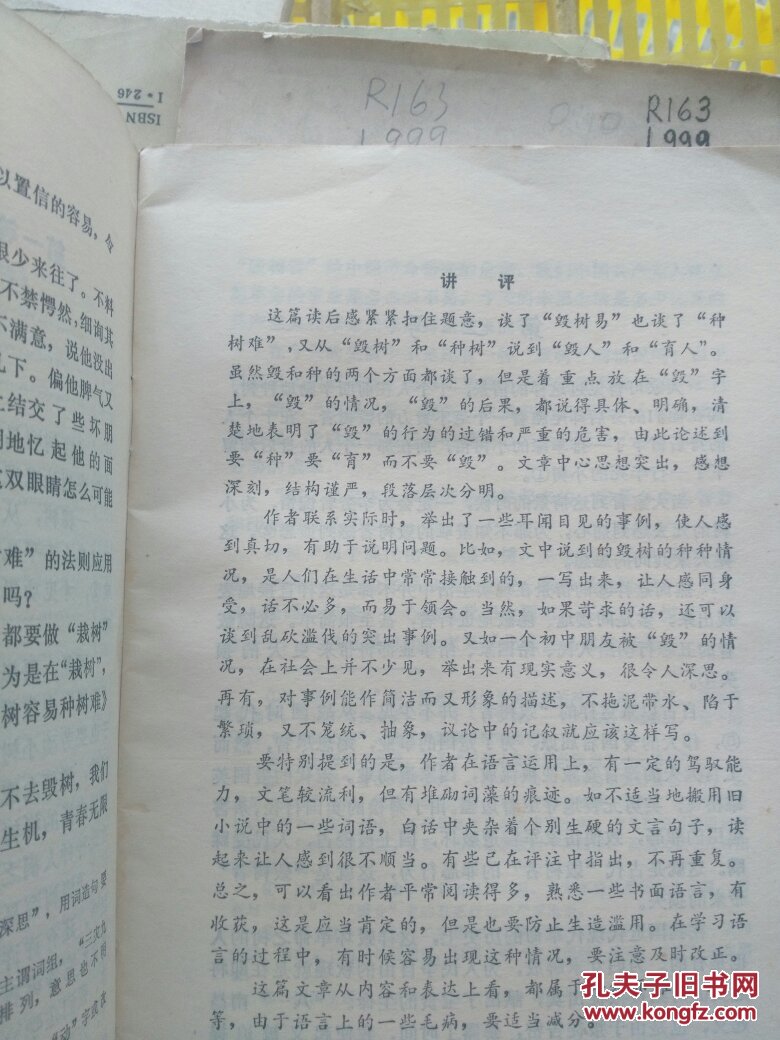 ISBN
I·246
R163
1999
R163
1999
以置信的容易，令
很少来往了。不料
不禁愕然，细询其
不满意，说他没出
几下。偏他脾气又
上结交了些坏朋
地忆起他的面
双眼睛怎么可能
难”的法则应用
吗？
都要做“栽树”
为是在“栽树”，
树容易种树难》
不去毁树，我们
生机，青春无限
深思”，用词造句要
主谓词组，“三灾九
排列，意思也不明
动”字宜改
讲 评
这篇读后感紧紧扣住题意，谈了“毁树易”也谈了“种
树难”，又从“毁树”和“种树”说到“毁人”和“育人”。
虽然毁和种的两个方面都谈了，但是着重点放在“毁”字
上，“毁”的情况，“毁”的后果，都说得具体、明确，清
楚地表明了“毁”的行为的过错和严重的危害，由此论述到
要“种”要“育”而不要“毁”。文章中心思想突出，感想
深刻，结构谨严，段落层次分明。
作者联系实际时，举出了一些耳闻目见的事例，使人感
到真切，有助于说明问题。比如，文中说到的毁树的种种情
况，是人们在生活中常常接触到的，一写出来，让人感同身
受，话不必多，而易于领会。当然，如果苛求的话，还可以
谈到乱砍滥伐的突出事例。又如一个初中朋友被“毁”的情
况，在社会上并不少见，举出来有现实意义，很令人深思。
再有，对事例能作简洁而又形象的描述，不拖泥带水、陷于
繁琐，又不笼统、抽象，议论中的记叙就应该这样写。
要特别提到的是，作者在语言运用上，有一定的驾驭能
力，文笔较流利，但有堆砌词藻的痕迹。如不适当地搬用旧
小说中的一些词语，白话中夹杂着个别生硬的文言句子，读
起来让人感到很不顺当。有些已在评注中指出，不再重复。
总之，可以看出作者平常阅读得多，熟悉一些书面语言，有
收获，这是应当肯定的，但是也要防止生造滥用。在学习语
言的过程中，有时候容易出现这种情况，要注意及时改正。
这篇文章从内容和表达上看，都属于
等，由于语言上的一些毛病，要适当减分。
孔夫子旧书网
www.kongfz.com